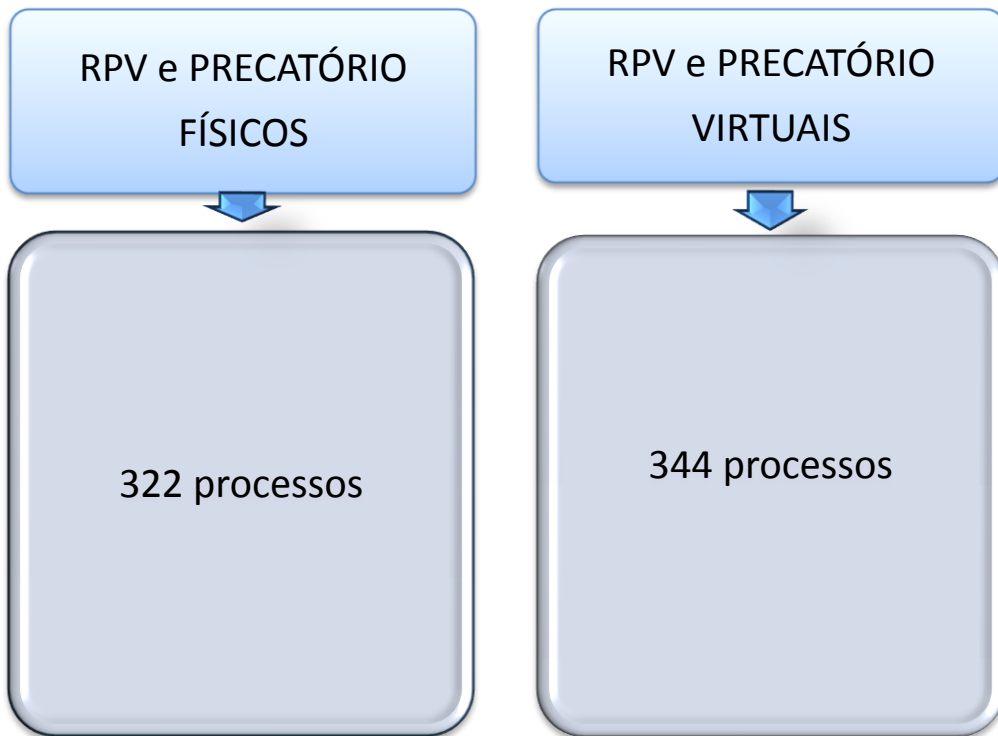 RPV e PRECATÓRIO
FÍSICOS
322 processos
RPV e PRECATÓRIO
VIRTUAIS
344 processos